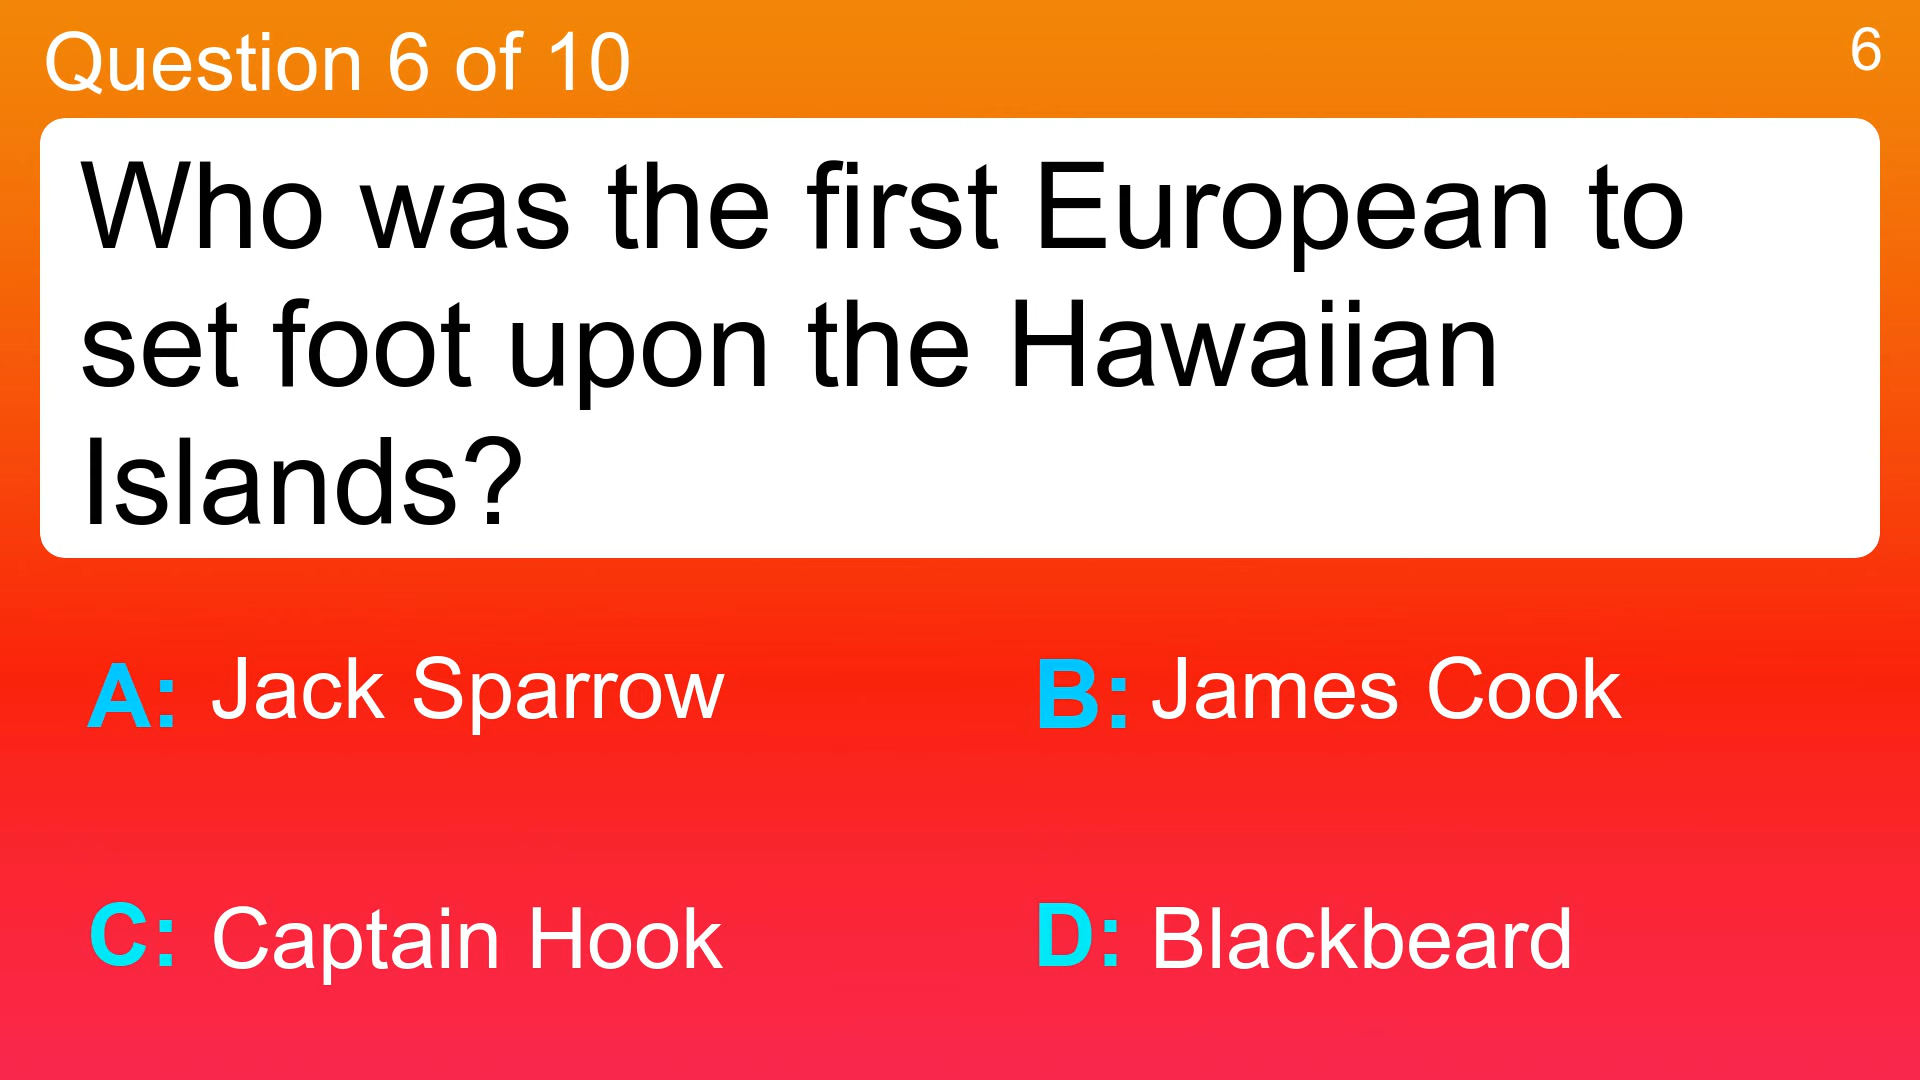 Question 6 of 10
6
Who was the first European to
set foot upon the Hawaiian
Islands?
A: Jack Sparrow
B: James Cook
C: Captain Hook
D: Blackbeard